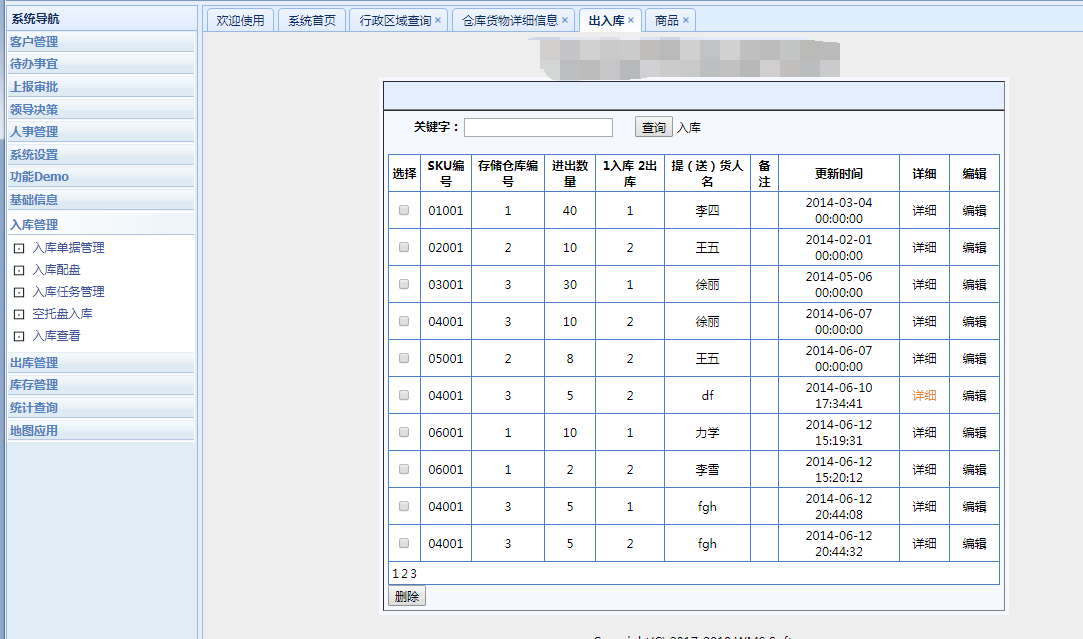 系统导航
客户管理
待办事宜
上报审批
领导决策
人事管理
系统设置
功能Demo
基础信息
入库管理
入库单据管理
入库配盘
入库任务管理
空托盘入库
入库查看
出库管理
库存管理
统计查询
地图应用
欢迎使用 系统首页 行政区域查询 × 仓库货物详细信息 × 出入库 × 商品 ×
关键字： 查询 入库
选择 SKU编号 存储仓库编号 进出数量 1入库 2出库 提（送）货人名 备注 更新时间 详细 编辑
01001 1 40 1 李四 2014-03-04 00:00:00 详细 编辑
02001 2 10 2 王五 2014-02-01 00:00:00 详细 编辑
03001 3 30 1 徐丽 2014-05-06 00:00:00 详细 编辑
04001 3 10 2 徐丽 2014-06-07 00:00:00 详细 编辑
05001 2 8 2 王五 2014-06-07 00:00:00 详细 编辑
04001 3 5 2 df 2014-06-10 17:34:41 详细 编辑
06001 1 10 1 力学 2014-06-12 15:19:31 详细 编辑
06001 1 2 2 李雪 2014-06-12 15:20:12 详细 编辑
04001 3 5 1 fgh 2014-06-12 20:44:08 详细 编辑
04001 3 5 2 fgh 2014-06-12 20:44:32 详细 编辑
1 2 3
删除